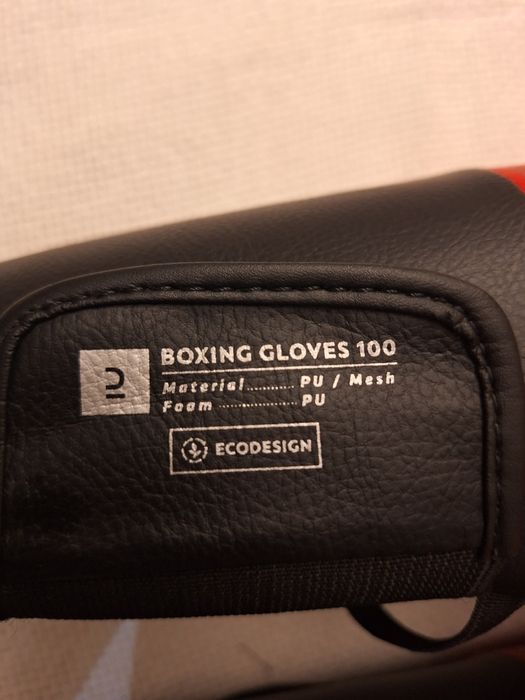 BOXING GLOVES 100
Material.......... PU / Mesh
Foam ................ PU
ECODESIGN